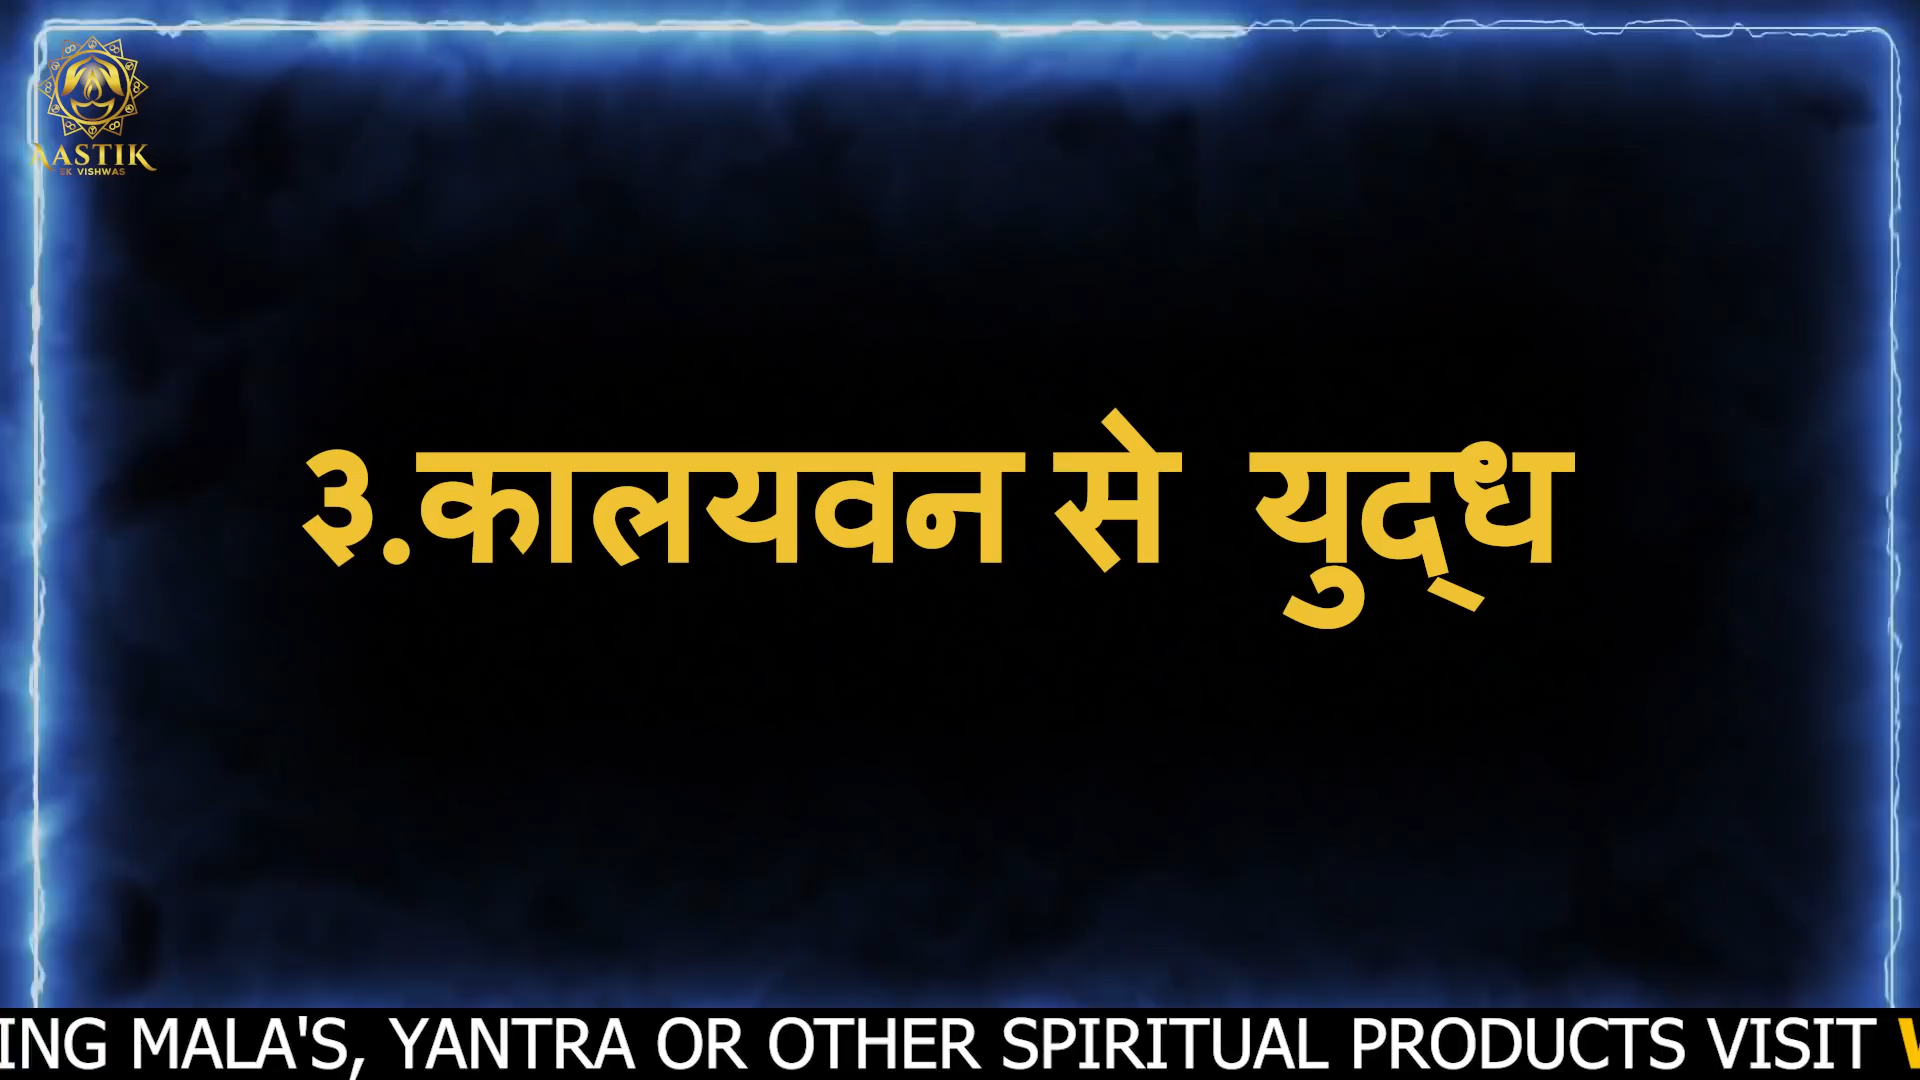 AASTIK
EK VISHWAS
३.कालयवन से युद्ध
ING MALA'S, YANTRA OR OTHER SPIRITUAL PRODUCTS VISIT